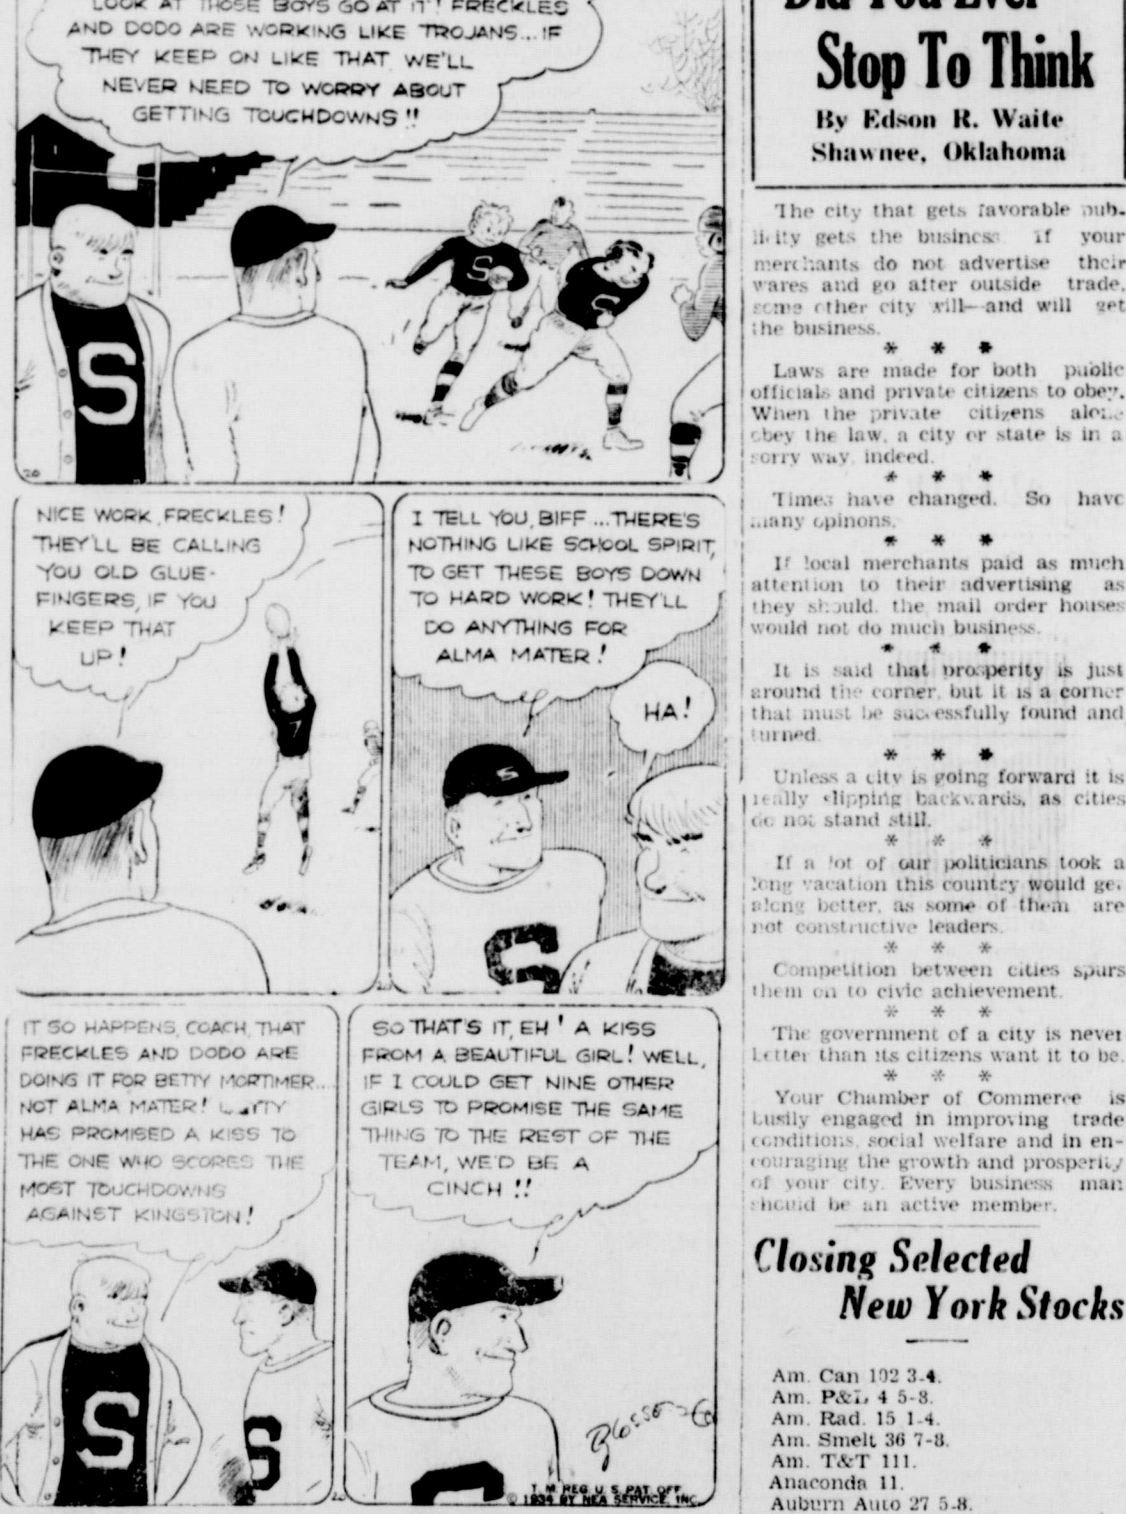 LOOK AT THOSE BOYS GO AT IT! FRECKLES
AND DODO ARE WORKING LIKE TROJANS... IF
THEY KEEP ON LIKE THAT WE'LL
NEVER NEED TO WORRY ABOUT
GETTING TOUCHDOWNS!!
S
S
S
20
NICE WORK, FRECKLES!
THEY'LL BE CALLING
YOU OLD GLUE-
FINGERS, IF YOU
KEEP THAT
UP!
7
I TELL YOU, BIFF ...THERE'S
NOTHING LIKE SCHOOL SPIRIT,
TO GET THESE BOYS DOWN
TO HARD WORK! THEY'LL
DO ANYTHING FOR
ALMA MATER!
HA!
S
S
IT SO HAPPENS, COACH, THAT
FRECKLES AND DODO ARE
DOING IT FOR BETTY MORTIMER...
NOT ALMA MATER!
HAS PROMISED A KISS TO
THE ONE WHO SCORES THE
MOST TOUCHDOWNS
AGAINST KINGSTON!
S
S
SO THAT'S IT, EH! A KISS
FROM A BEAUTIFUL GIRL! WELL,
IF I COULD GET NINE OTHER
GIRLS TO PROMISE THE SAME
THING TO THE REST OF THE
TEAM, WE'D BE A
CINCH!!
Blosser
T. M. REG. U. S. PAT. OFF.
© 1934 BY NEA SERVICE, INC.
Did You Ever
Stop To Think
By Edson R. Waite
Shawnee, Oklahoma
The city that gets favorable pub-
licity gets the business. If your
merchants do not advertise their
wares and go after outside trade,
some other city will—and will get
the business.
* * *
Laws are made for both public
officials and private citizens to obey.
When the private citizens alone
obey the law, a city or state is in a
sorry way, indeed.
* * *
Times have changed. So have
many opinons.
* * *
If local merchants paid as much
attention to their advertising as
they should, the mail order houses
would not do much business.
* * *
It is said that prosperity is just
around the corner, but it is a corner
that must be successfully found and
turned.
* * *
Unless a city is going forward it is
really slipping backwards, as cities
do not stand still.
* * *
If a lot of our politicians took a
long vacation this country would get
along better, as some of them are
not constructive leaders.
* * *
Competition between cities spurs
them on to civic achievement.
* * *
The government of a city is never
better than its citizens want it to be.
* * *
Your Chamber of Commerce is
busily engaged in improving trade
conditions, social welfare and in en-
couraging the growth and prosperity
of your city. Every business man
should be an active member.
Closing Selected
New York Stocks
Am. Can 102 3-4.
Am. P&L 4 5-8.
Am. Rad. 15 1-4.
Am. Smelt 36 7-8.
Am. T&T 111.
Anaconda 11.
Auburn Auto 27 5-8.